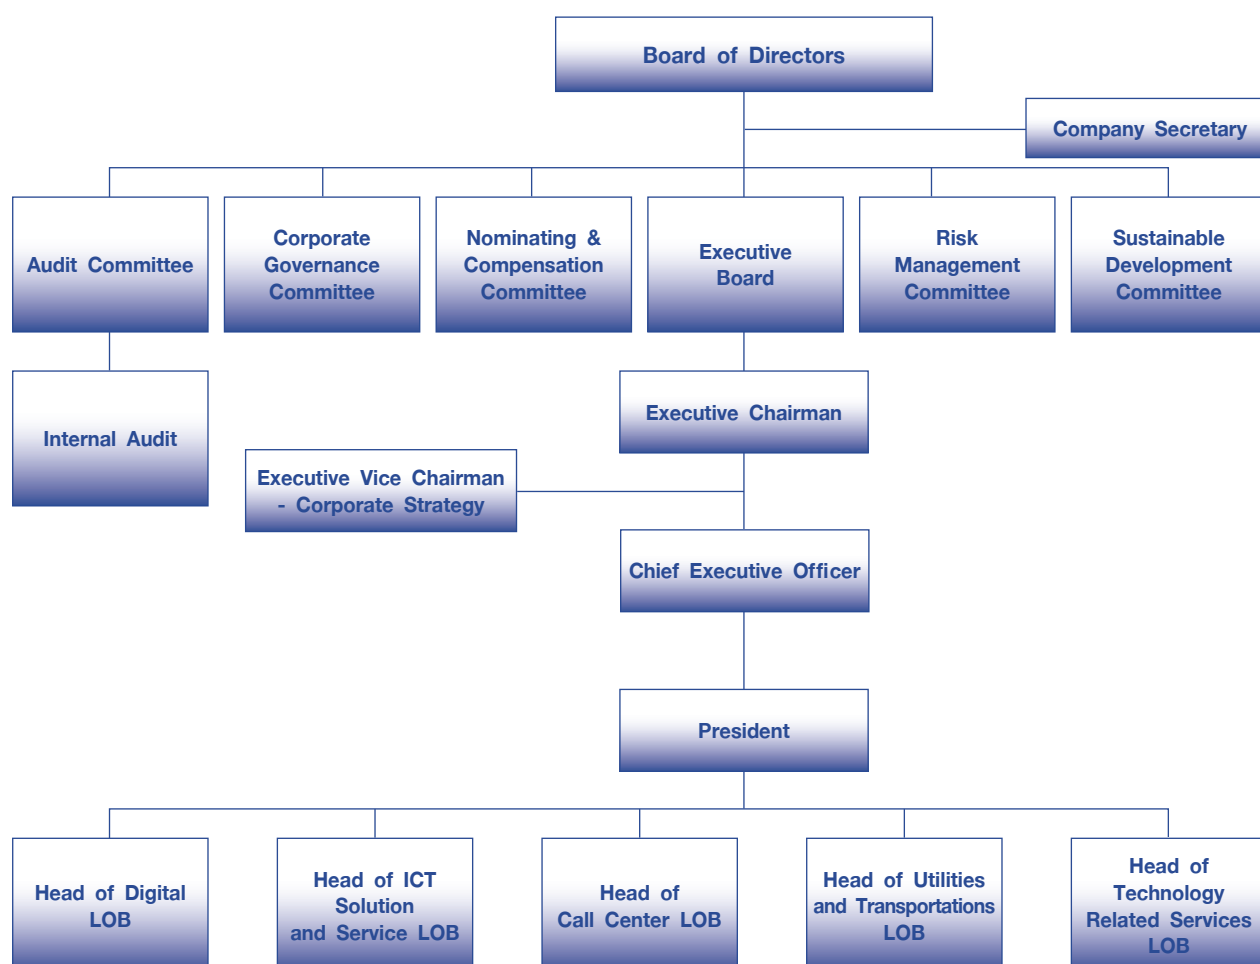 Board of Directors
Company Secretary
Audit Committee
Corporate
Governance
Committee
Nominating &
Compensation
Committee
Executive
Board
Risk
Management
Committee
Sustainable
Development
Committee
Internal Audit
Executive Chairman
Executive Vice Chairman
- Corporate Strategy
Chief Executive Officer
President
Head of Digital
LOB
Head of ICT
Solution
and Service LOB
Head of
Call Center LOB
Head of Utilities
and Transportations
LOB
Head of
Technology
Related Services
LOB